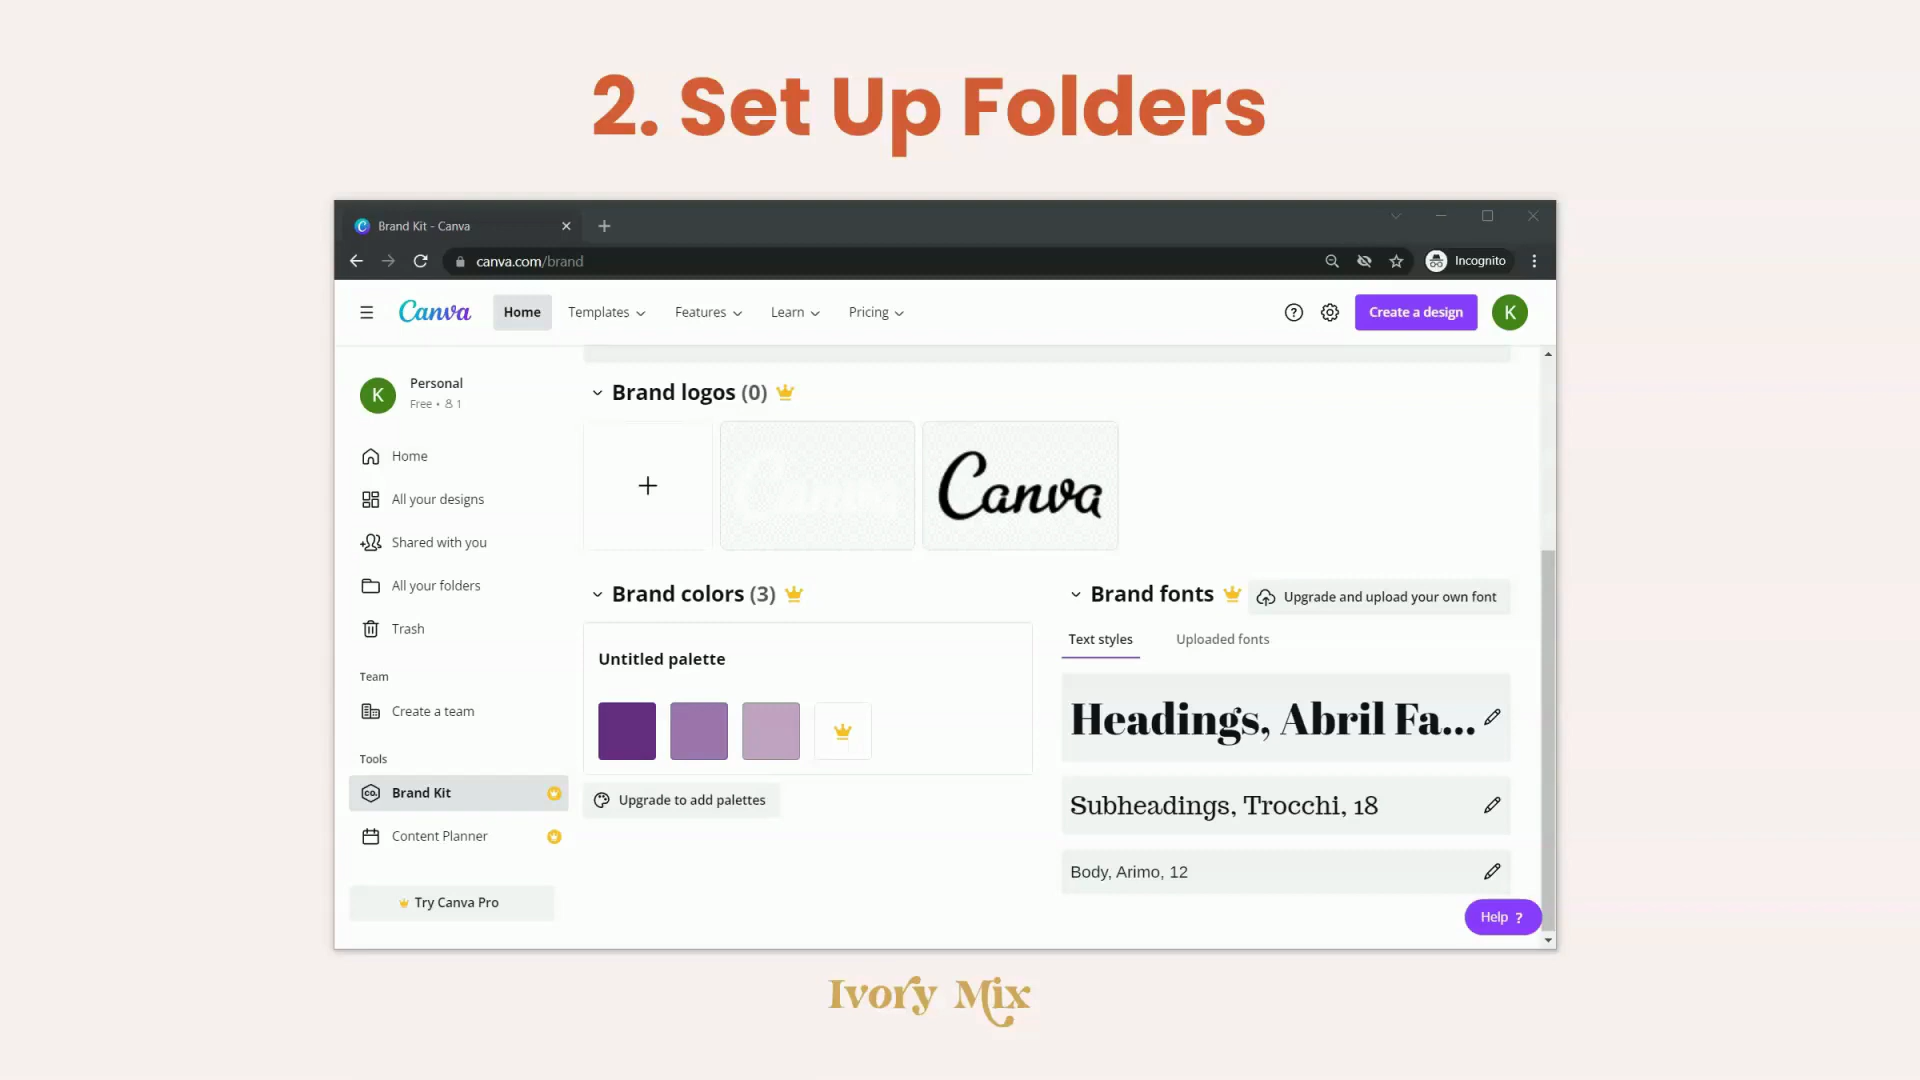 2. Set Up Folders
Brand Kit - Canva
canva.com/brand
Incognito
Canva
Home
Templates
Features
Learn
Pricing
Create a design
K
K
Personal
Free • 1
Home
All your designs
Shared with you
All your folders
Trash
Team
Create a team
Tools
CO.
Brand Kit
Content Planner
Try Canva Pro
Brand logos (0)
Canva
Canva
Brand colors (3)
Untitled palette
Upgrade to add palettes
Brand fonts
Upgrade and upload your own font
Text styles
Uploaded fonts
Headings, Abril Fa...
Subheadings, Trocchi, 18
Body, Arimo, 12
Help ?
Ivory Mix